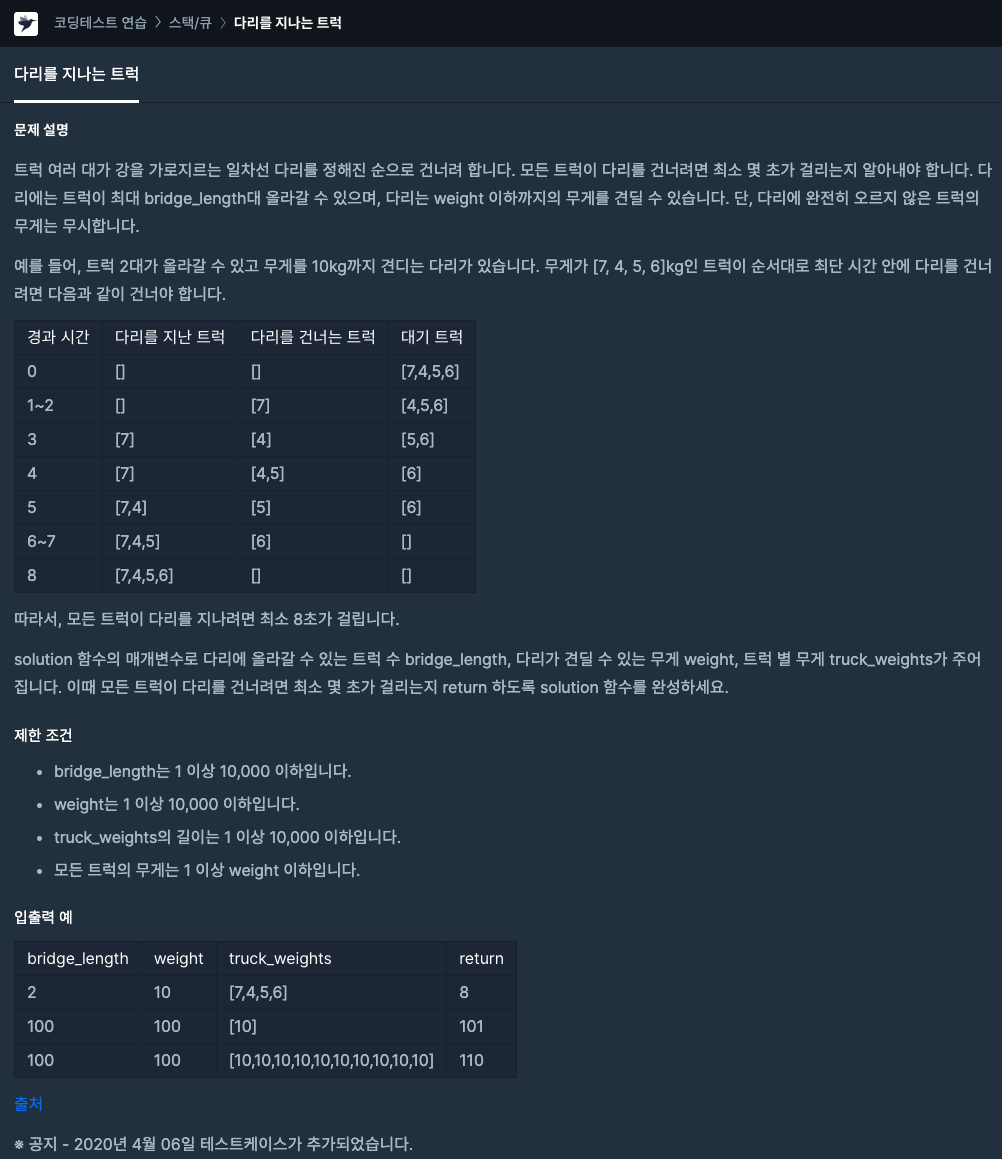 코딩테스트 연습 > 스택/큐 > 다리를 지나는 트럭
다리를 지나는 트럭
문제 설명
트럭 여러 대가 강을 가로지르는 일차선 다리를 정해진 순으로 건너려 합니다. 모든 트럭이 다리를 건너려면 최소 몇 초가 걸리는지 알아내야 합니다. 다
리에는 트럭이 최대 bridge_length대 올라갈 수 있으며, 다리는 weight 이하까지의 무게를 견딜 수 있습니다. 단, 다리에 완전히 오르지 않은 트럭의
무게는 무시합니다.
예를 들어, 트럭 2대가 올라갈 수 있고 무게를 10kg까지 견디는 다리가 있습니다. 무게가 [7, 4, 5, 6]kg인 트럭이 순서대로 최단 시간 안에 다리를 건너
려면 다음과 같이 건너야 합니다.
경과 시간 다리를 지난 트럭 다리를 건너는 트럭 대기 트럭
0 [] [] [7,4,5,6]
1~2 [] [7] [4,5,6]
3 [7] [4] [5,6]
4 [7] [4,5] [6]
5 [7,4] [5] [6]
6~7 [7,4,5] [6] []
8 [7,4,5,6] [] []
따라서, 모든 트럭이 다리를 지나려면 최소 8초가 걸립니다.
solution 함수의 매개변수로 다리에 올라갈 수 있는 트럭 수 bridge_length, 다리가 견딜 수 있는 무게 weight, 트럭 별 무게 truck_weights가 주어
집니다. 이때 모든 트럭이 다리를 건너려면 최소 몇 초가 걸리는지 return 하도록 solution 함수를 완성하세요.
제한 조건
• bridge_length는 1 이상 10,000 이하입니다.
• weight는 1 이상 10,000 이하입니다.
• truck_weights의 길이는 1 이상 10,000 이하입니다.
• 모든 트럭의 무게는 1 이상 weight 이하입니다.
입출력 예
bridge_length weight truck_weights return
2 10 [7,4,5,6] 8
100 100 [10] 101
100 100 [10,10,10,10,10,10,10,10,10,10] 110
출처
※ 공지 - 2020년 4월 06일 테스트케이스가 추가되었습니다.